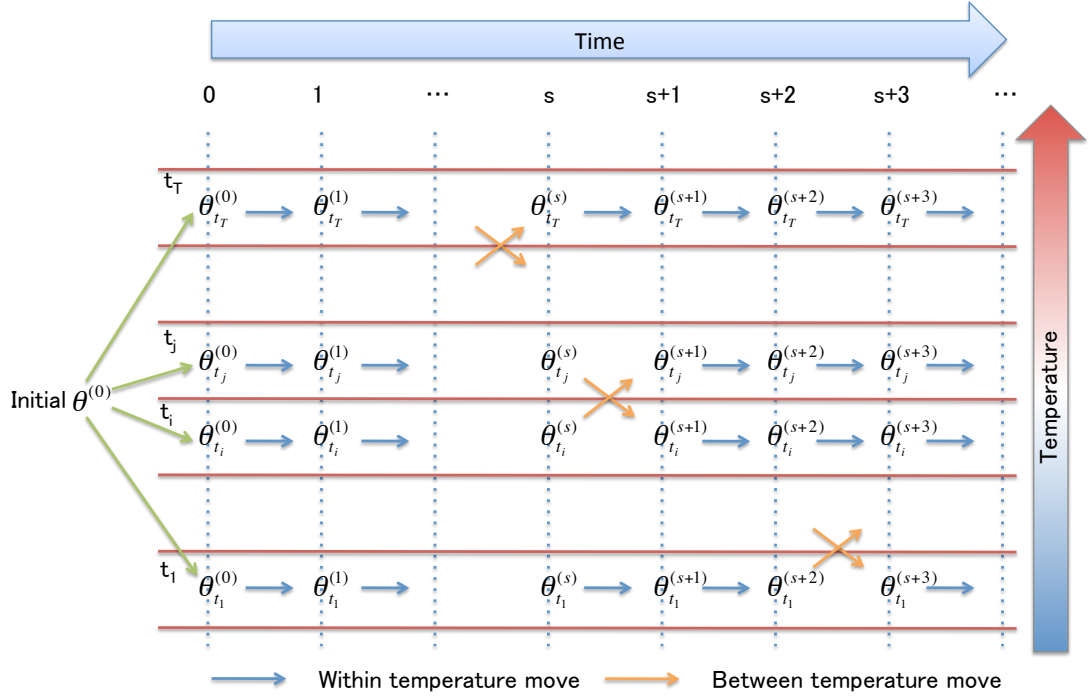 Time
0 1 … s s+1 s+2 s+3 …
t_T
θ_{t_T}^{(0)} θ_{t_T}^{(1)} θ_{t_T}^{(s)} θ_{t_T}^{(s+1)} θ_{t_T}^{(s+2)} θ_{t_T}^{(s+3)}
t_j
θ_{t_j}^{(0)} θ_{t_j}^{(1)} θ_{t_j}^{(s)} θ_{t_j}^{(s+1)} θ_{t_j}^{(s+2)} θ_{t_j}^{(s+3)}
Initial θ^{(0)}
t_i
θ_{t_i}^{(0)} θ_{t_i}^{(1)} θ_{t_i}^{(s)} θ_{t_i}^{(s+1)} θ_{t_i}^{(s+2)} θ_{t_i}^{(s+3)}
t_1
θ_{t_1}^{(0)} θ_{t_1}^{(1)} θ_{t_1}^{(s)} θ_{t_1}^{(s+1)} θ_{t_1}^{(s+2)} θ_{t_1}^{(s+3)}
Temperature
Within temperature move
Between temperature move